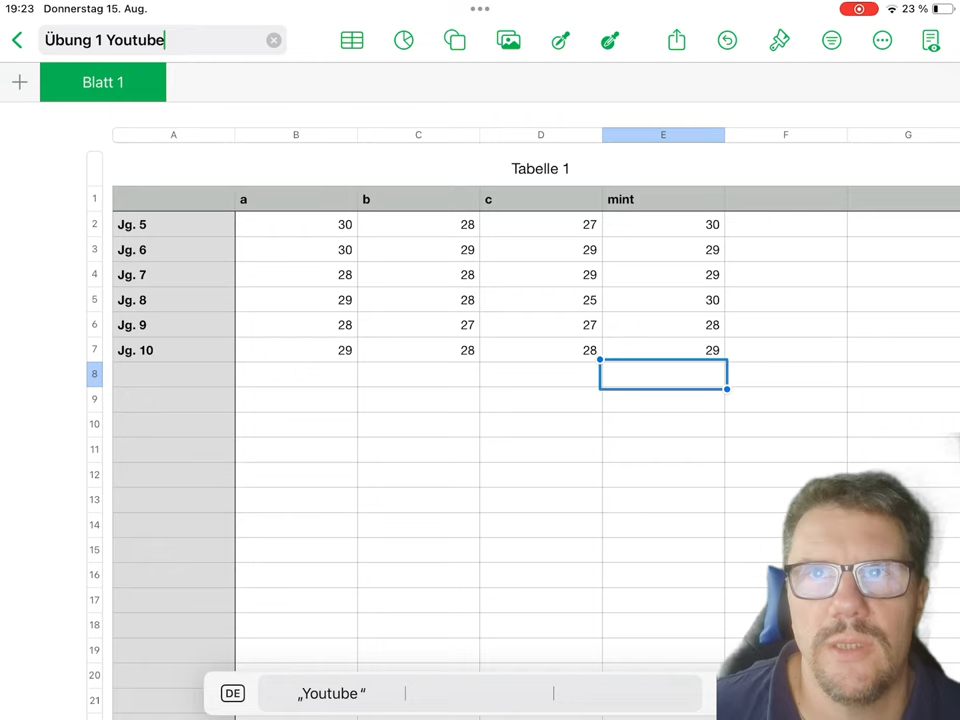 19:23 Donnerstag 15. Aug.
23 %
Übung 1 Youtube
Blatt 1
A B C D E F G
Tabelle 1
1 a b c mint
2 Jg. 5 30 28 27 30
3 Jg. 6 30 29 29 29
4 Jg. 7 28 28 29 29
5 Jg. 8 29 28 25 30
6 Jg. 9 28 27 27 28
7 Jg. 10 29 28 28 29
8
9
10
11
12
13
14
15
16
17
18
19
20
21
DE „Youtube“